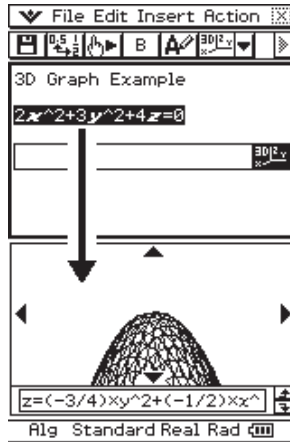 File Edit Insert Action
B
3D Graph Example
2x^2+3y^2+4z=0
z=(-3/4)×y^2+(-1/2)×x^
Alg Standard Real Rad